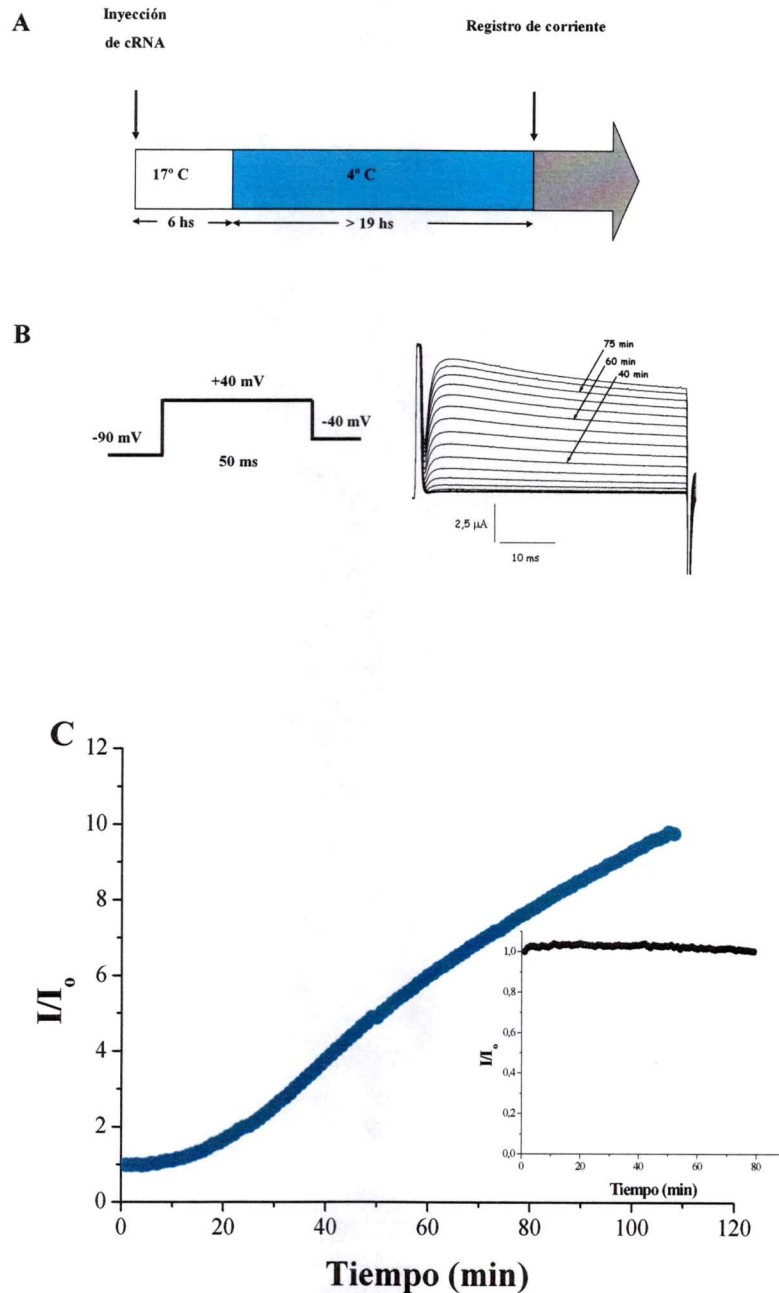 A
Inyección
de cRNA
Registro de corriente
17º C
4º C
6 hs
> 19 hs
B
+40 mV
-90 mV
-40 mV
50 ms
75 min
60 min
40 min
2,5 µA
10 ms
C
12
10
8
6
4
2
0
I/Io
0 20 40 60 80 100 120
Tiempo (min)
1,0
0,8
0,6
0,4
0,2
0,0
I/Io
0 20 40 60 80
Tiempo (min)